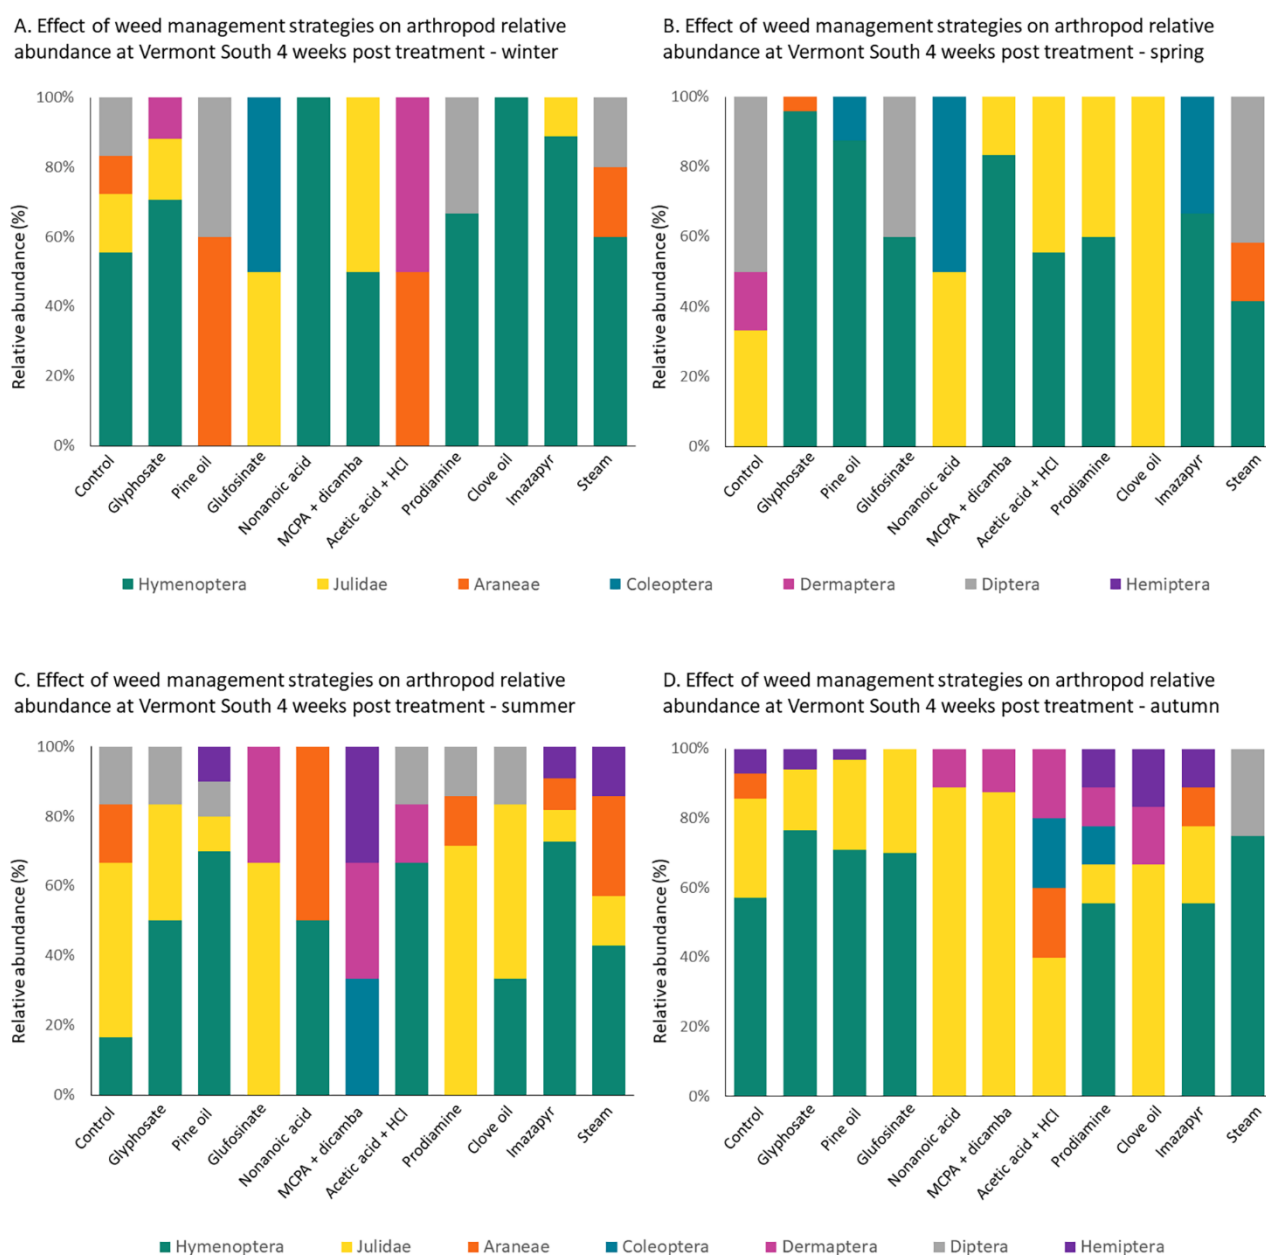 A. Effect of weed management strategies on arthropod relative
abundance at Vermont South 4 weeks post treatment - winter
Relative abundance (%)
100%
80%
60%
40%
20%
0%
Control
Glyphosate
Pine oil
Glufosinate
Nonanoic acid
MCPA + dicamba
Acetic acid + HCl
Prodiamine
Clove oil
Imazapyr
Steam
B. Effect of weed management strategies on arthropod relative
abundance at Vermont South 4 weeks post treatment - spring
Relative abundance (%)
100%
80%
60%
40%
20%
0%
Control
Glyphosate
Pine oil
Glufosinate
Nonanoic acid
MCPA + dicamba
Acetic acid + HCl
Prodiamine
Clove oil
Imazapyr
Steam
Hymenoptera Julidae Araneae Coleoptera Dermaptera Diptera Hemiptera
C. Effect of weed management strategies on arthropod relative
abundance at Vermont South 4 weeks post treatment - summer
Relative abundance (%)
100%
80%
60%
40%
20%
0%
Control
Glyphosate
Pine oil
Glufosinate
Nonanoic acid
MCPA + dicamba
Acetic acid + HCl
Prodiamine
Clove oil
Imazapyr
Steam
D. Effect of weed management strategies on arthropod relative
abundance at Vermont South 4 weeks post treatment - autumn
Relative abundance (%)
100%
80%
60%
40%
20%
0%
Control
Glyphosate
Pine oil
Glufosinate
Nonanoic acid
MCPA + dicamba
Acetic acid + HCl
Prodiamine
Clove oil
Imazapyr
Steam
Hymenoptera Julidae Araneae Coleoptera Dermaptera Diptera Hemiptera